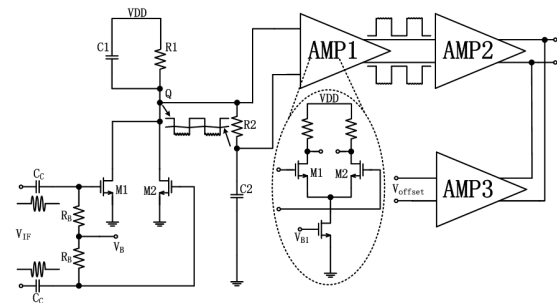 VDD
C1
R1
Q
AMP1
AMP2
R2
VDD
M1
M2
C2
M1
M2
AMP3
Voffset
CC
RB
VIF
VB
RB
CC
VB1